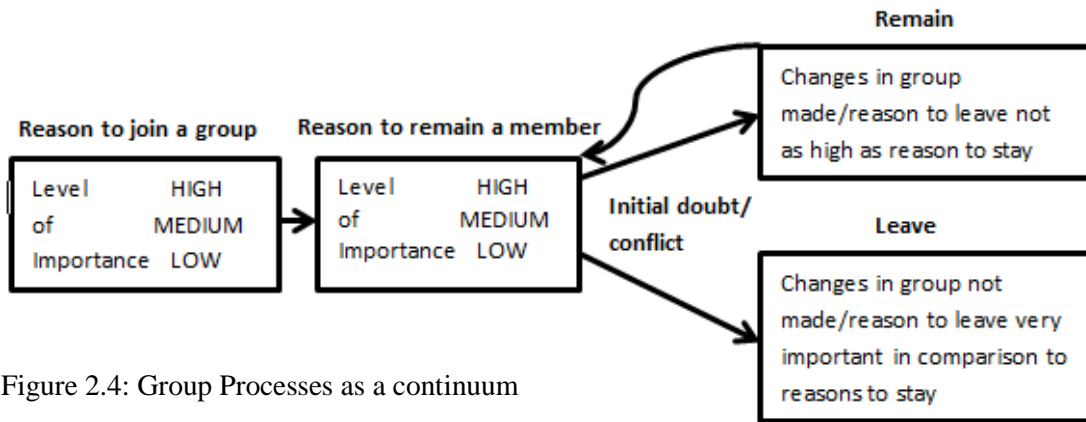 Reason to join a group
Level HIGH
of MEDIUM
Importance LOW
Reason to remain a member
Level HIGH
of MEDIUM
Importance LOW
Initial doubt/
conflict
Remain
Changes in group
made/reason to leave not
as high as reason to stay
Leave
Changes in group not
made/reason to leave very
important in comparison to
reasons to stay
Figure 2.4: Group Processes as a continuum